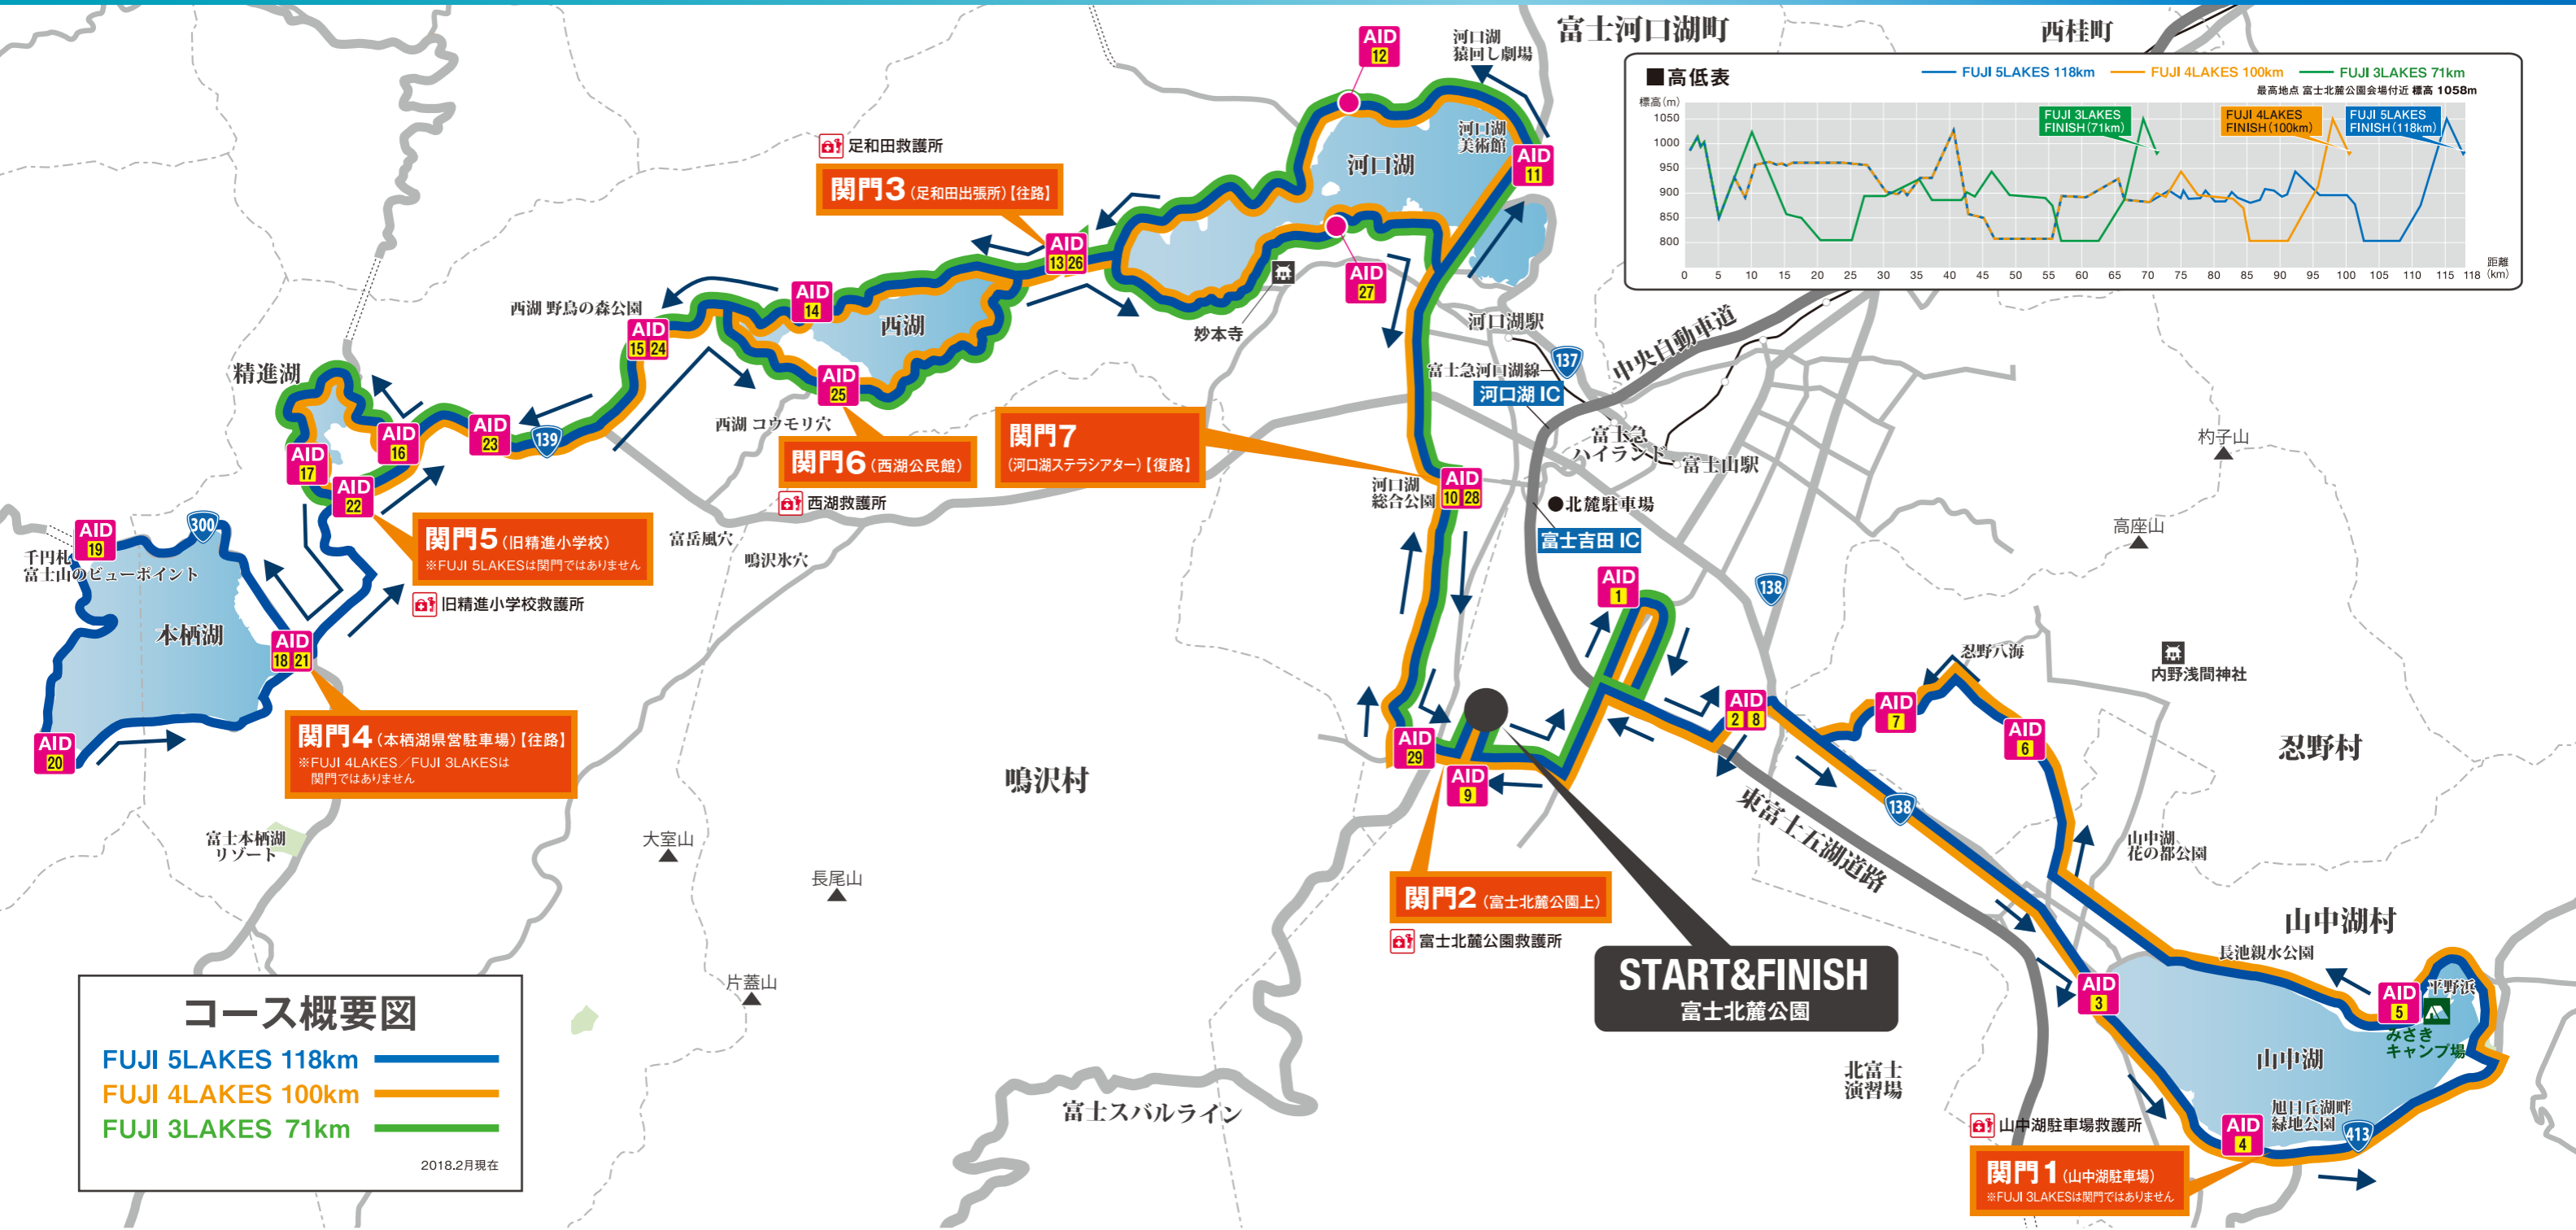 富士河口湖町
西桂町
■高低表
FUJI 5LAKES 118km
FUJI 4LAKES 100km
FUJI 3LAKES 71km
最高地点 富士北麓公園会場付近 標高 1058m
標高(m)
1050
1000
950
900
850
800
FUJI 3LAKES
FINISH(71km)
FUJI 4LAKES
FINISH(100km)
FUJI 5LAKES
FINISH(118km)
0 5 10 15 20 25 30 35 40 45 50 55 60 65 70 75 80 85 90 95 100 105 110 115 118
距離
(km)
AID
12
河口湖
猿回し劇場
河口湖
美術館
AID
11
河口湖
足和田救護所
関門3(足和田出張所)【往路】
AID
13 26
AID
27
妙本寺
AID
14
西湖
西湖 野鳥の森公園
AID
15 24
AID
25
西湖 コウモリ穴
関門6(西湖公民館)
西湖救護所
関門7
(河口湖ステラシアター)【復路】
河口湖
総合公園
AID
10 28
河口湖駅
137
富士急河口湖線
河口湖 IC
中央自動車道
富士急
ハイランド
富士山駅
●北麓駐車場
富士吉田 IC
杓子山
高座山
精進湖
AID
16
AID
23
139
AID
17
AID
22
関門5(旧精進小学校)
※FUJI 5LAKESは関門ではありません
旧精進小学校救護所
富岳風穴
鳴沢氷穴
300
AID
19
千円札
富士山のビューポイント
本栖湖
AID
18 21
AID
20
関門4(本栖湖県営駐車場)【往路】
※FUJI 4LAKES/FUJI 3LAKESは
関門ではありません
富士本栖湖
リゾート
大室山
長尾山
片蓋山
鳴沢村
AID
1
138
AID
2 8
AID
29
AID
9
関門2(富士北麓公園上)
富士北麓公園救護所
START&FINISH
富士北麓公園
東富士五湖道路
138
忍野八海
AID
7
AID
6
内野浅間神社
忍野村
山中湖
花の都公園
山中湖村
長池親水公園
AID
3
AID
5
平野浜
みさき
キャンプ場
山中湖
旭日丘湖畔
緑地公園
413
AID
4
北富士
演習場
山中湖駐車場救護所
関門1(山中湖駐車場)
※FUJI 3LAKESは関門ではありません
富士スバルライン
コース概要図
FUJI 5LAKES 118km
FUJI 4LAKES 100km
FUJI 3LAKES 71km
2018.2月現在